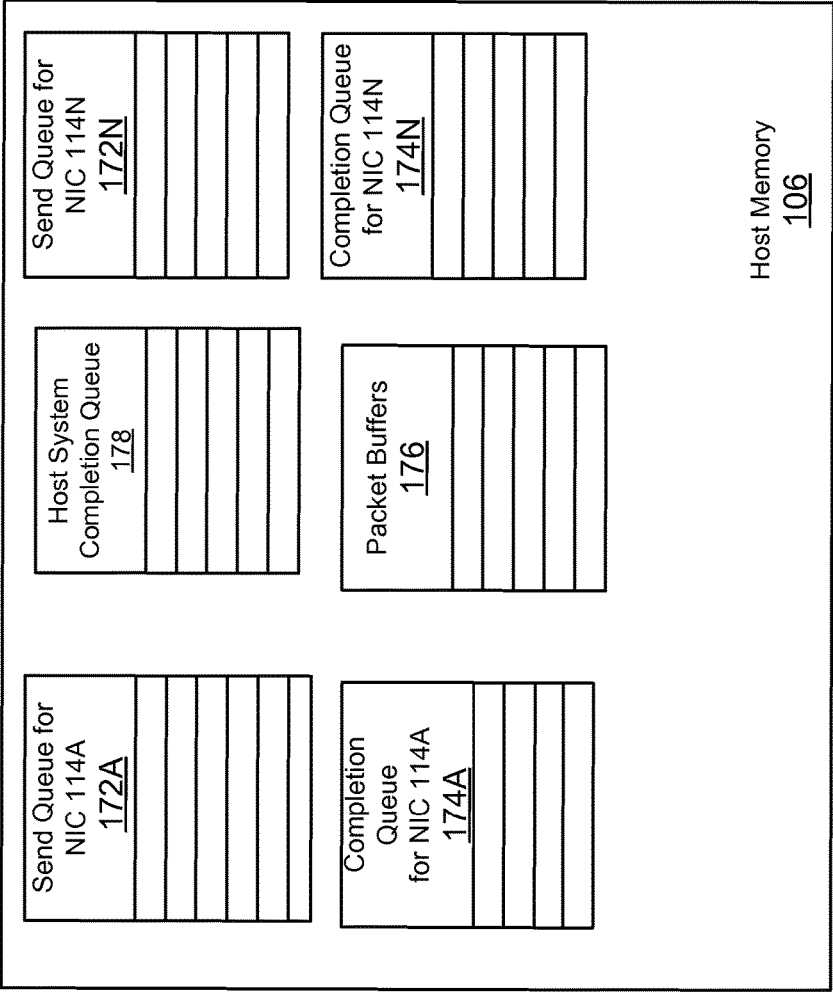 Send Queue for
NIC 114A
172A
Host System
Completion Queue
178
Send Queue for
NIC 114N
172N
Completion
Queue
for NIC 114A
174A
Packet Buffers
176
Completion Queue
for NIC 114N
174N
Host Memory
106